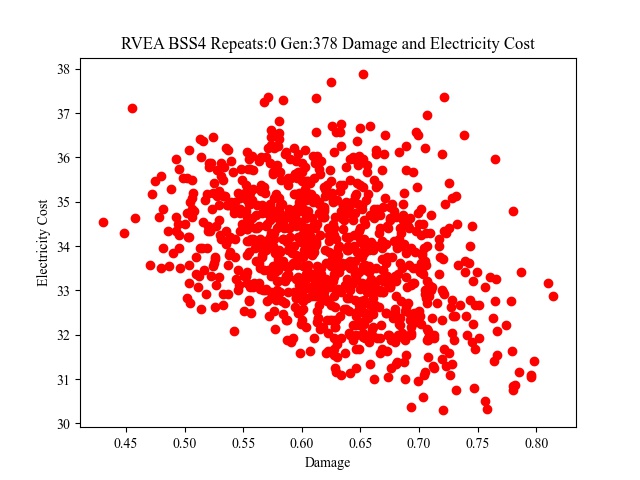 RVEA BSS4 Repeats:0 Gen:378 Damage and Electricity Cost
38
37
36
35
34
33
32
31
30
Electricity Cost
0.45 0.50 0.55 0.60 0.65 0.70 0.75 0.80
Damage